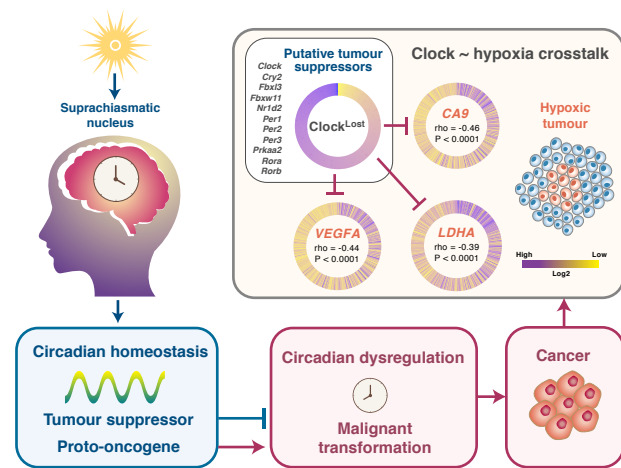 Suprachiasmatic
nucleus
Putative tumour
suppressors
Clock
Cry2
Fbxl3
Fbxw11
Nr1d2
Per1
Per2
Per3
Prkaa2
Rora
Rorb
ClockLost
Clock ~ hypoxia crosstalk
CA9
rho = -0.46
P < 0.0001
VEGFA
rho = -0.44
P < 0.0001
LDHA
rho = -0.39
P < 0.0001
Hypoxic
tumour
High
Low
Log2
Circadian homeostasis
Tumour suppressor
Proto-oncogene
Circadian dysregulation
Malignant
transformation
Cancer